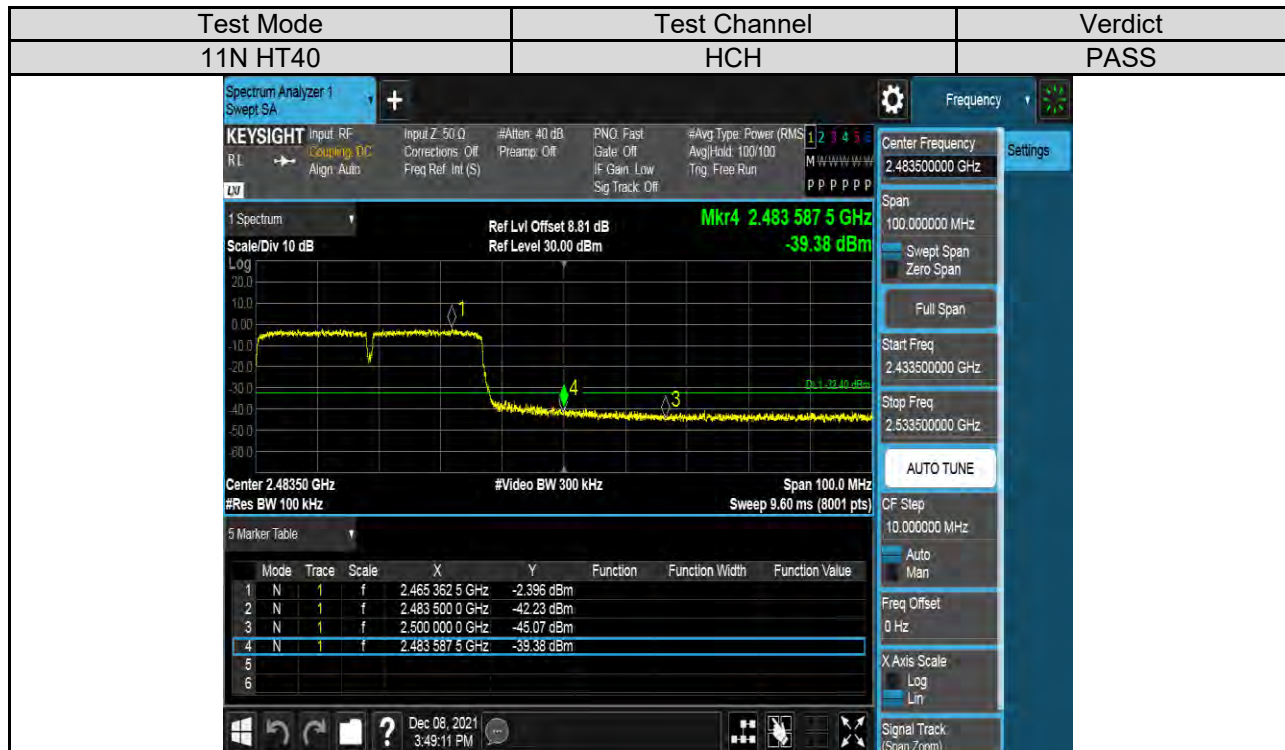 Test Mode Test Channel Verdict
11N HT40 HCH PASS
Spectrum Analyzer 1
Swept SA
+
Frequency
KEYSIGHT Input: RF Input Z: 50 Ω #Atten: 40 dB PNO: Fast #Avg Type: Power (RMS 1 2 3 4 5 6
RL Coupling: DC Corrections: Off Preamp: Off Gate: Off Avg|Hold: 100/100 M W W W W W
Align: Auto Freq Ref: Int (S) IF Gain: Low Trig: Free Run
LXI Sig Track: Off P P P P P P
1 Spectrum
Scale/Div 10 dB
Ref Lvl Offset 8.81 dB
Ref Level 30.00 dBm
Mkr4 2.483 587 5 GHz
-39.38 dBm
Log
20.0
10.0
0.00
-10.0
-20.0
-30.0
-40.0
-50.0
-60.0
1
4
3
DL1 -32.40 dBm
Center 2.48350 GHz #Video BW 300 kHz Span 100.0 MHz
#Res BW 100 kHz Sweep 9.60 ms (8001 pts)
5 Marker Table
Mode Trace Scale X Y Function Function Width Function Value
1 N 1 f 2.465 362 5 GHz -2.396 dBm
2 N 1 f 2.483 500 0 GHz -42.23 dBm
3 N 1 f 2.500 000 0 GHz -45.07 dBm
4 N 1 f 2.483 587 5 GHz -39.38 dBm
5
6
?
Dec 08, 2021
3:49:11 PM
Center Frequency
2.483500000 GHz
Settings
Span
100.000000 MHz
Swept Span
Zero Span
Full Span
Start Freq
2.433500000 GHz
Stop Freq
2.533500000 GHz
AUTO TUNE
CF Step
10.000000 MHz
Auto
Man
Freq Offset
0 Hz
X Axis Scale
Log
Lin
Signal Track
(Span Zoom)